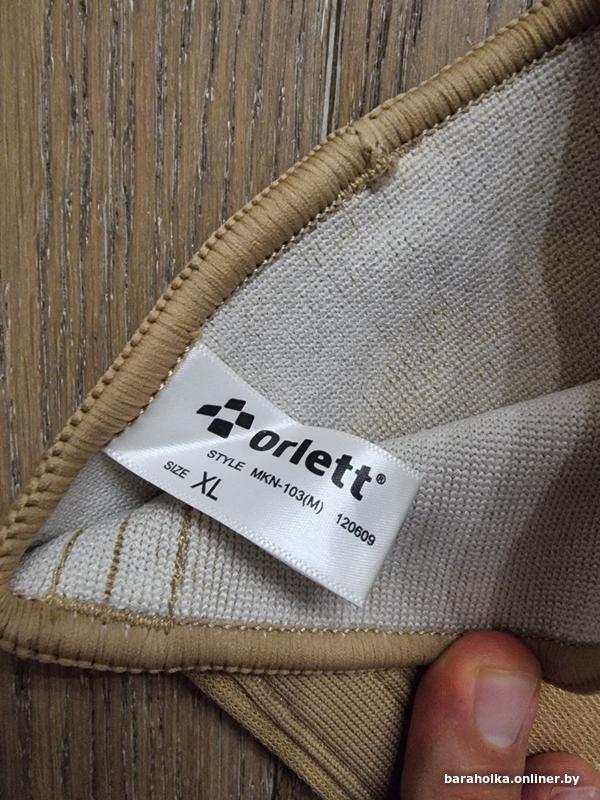 orlett®
STYLE MKN-103(M) 120609
SIZE XL
baraholka.onliner.by